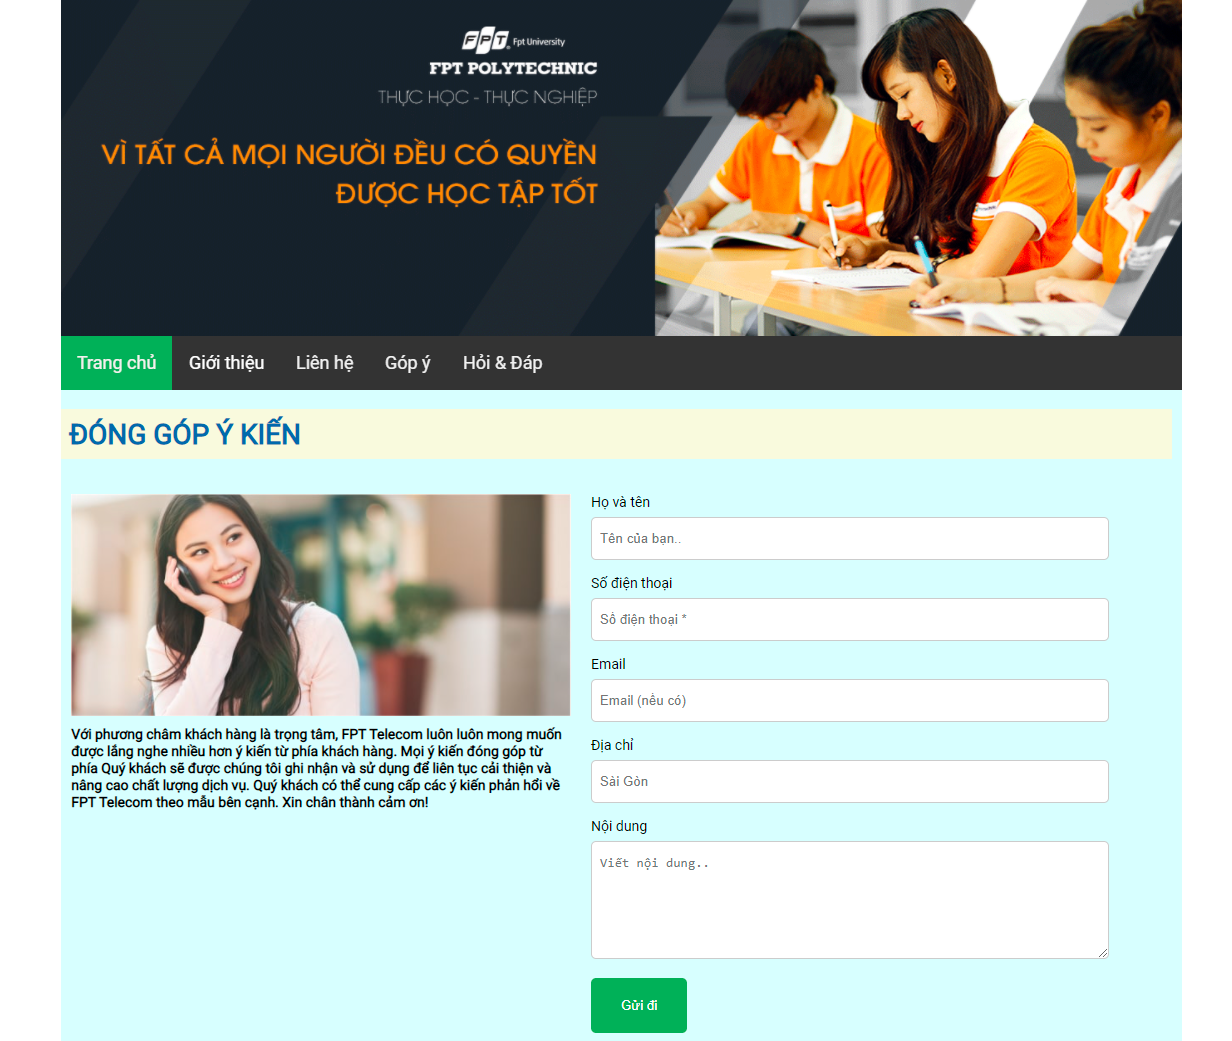 FPT. Fpt University
FPT POLYTECHNIC
THỰC HỌC - THỰC NGHIỆP
VÌ TẤT CẢ MỌI NGƯỜI ĐỀU CÓ QUYỀN
ĐƯỢC HỌC TẬP TỐT
Trang chủ Giới thiệu Liên hệ Góp ý Hỏi & Đáp
ĐÓNG GÓP Ý KIẾN
Với phương châm khách hàng là trọng tâm, FPT Telecom luôn luôn mong muốn
được lắng nghe nhiều hơn ý kiến từ phía khách hàng. Mọi ý kiến đóng góp từ
phía Quý khách sẽ được chúng tôi ghi nhận và sử dụng để liên tục cải thiện và
nâng cao chất lượng dịch vụ. Quý khách có thể cung cấp các ý kiến phản hồi về
FPT Telecom theo mẫu bên cạnh. Xin chân thành cảm ơn!
Họ và tên
Tên của bạn..
Số điện thoại
Số điện thoại *
Email
Email (nếu có)
Địa chỉ
Sài Gòn
Nội dung
Viết nội dung..
Gửi đi